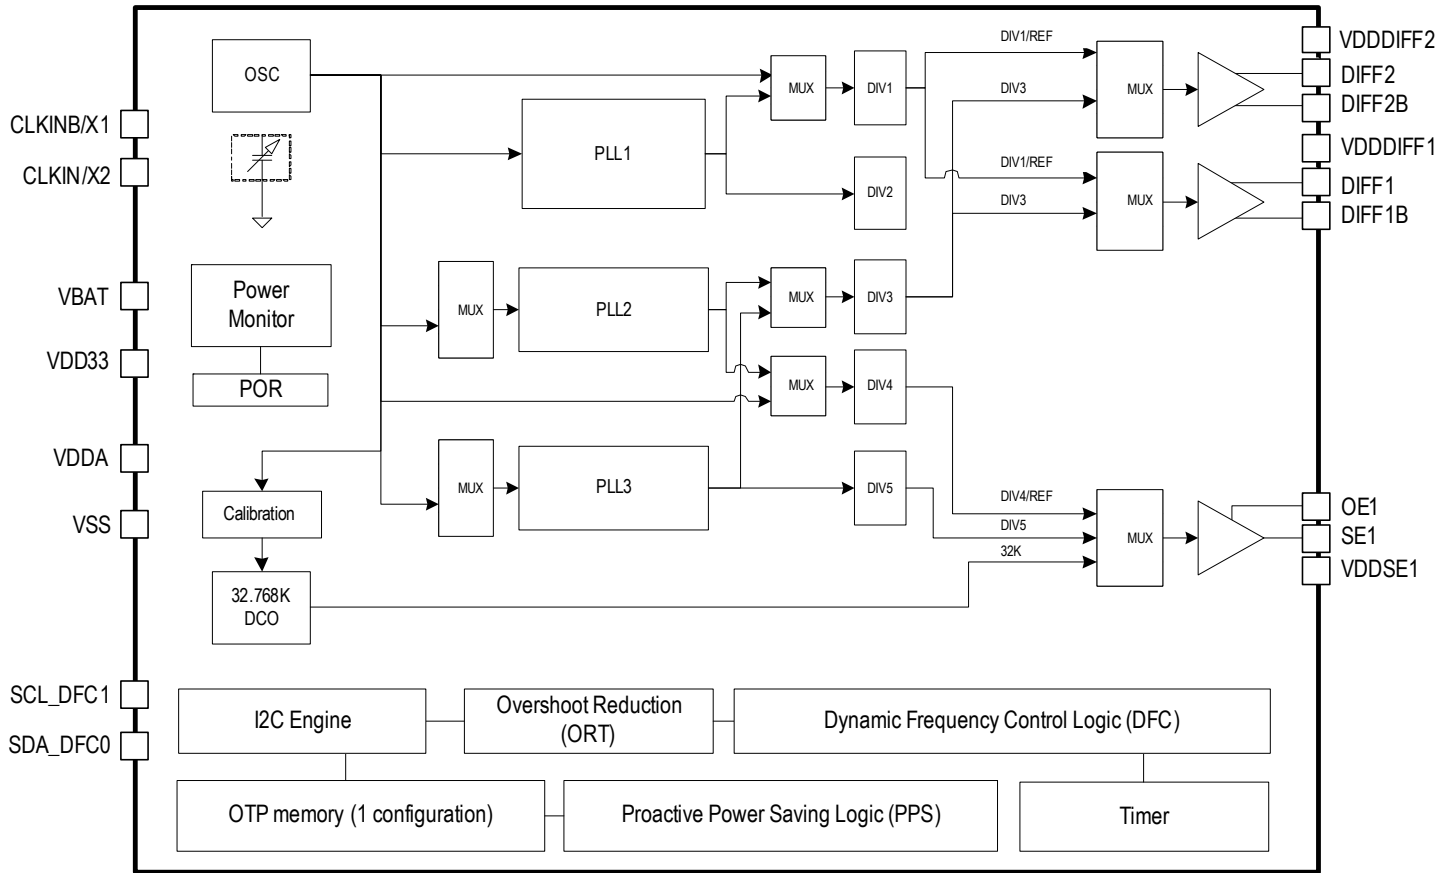 CLKINB/X1
CLKIN/X2
VBAT
VDD33
VDDA
VSS
SCL_DFC1
SDA_DFC0
OSC
Power
Monitor
POR
Calibration
32.768K
DCO
PLL1
MUX
PLL2
MUX
PLL3
MUX
DIV1
DIV2
MUX
DIV3
MUX
DIV4
DIV5
DIV1/REF
DIV3
MUX
DIV1/REF
DIV3
MUX
DIV4/REF
DIV5
32K
MUX
VDDDIFF2
DIFF2
DIFF2B
VDDDIFF1
DIFF1
DIFF1B
OE1
SE1
VDDSE1
I2C Engine
Overshoot Reduction
(ORT)
Dynamic Frequency Control Logic (DFC)
OTP memory (1 configuration)
Proactive Power Saving Logic (PPS)
Timer